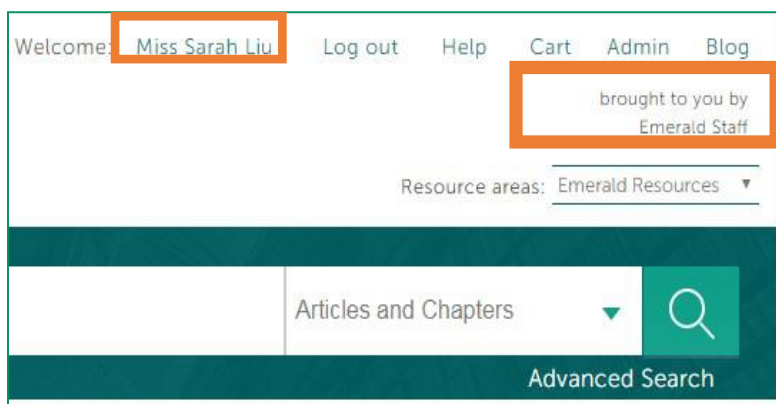 Welcome: Miss Sarah Liu Log out Help Cart Admin Blog
brought to you by
Emerald Staff
Resource areas: Emerald Resources
Articles and Chapters
Advanced Search